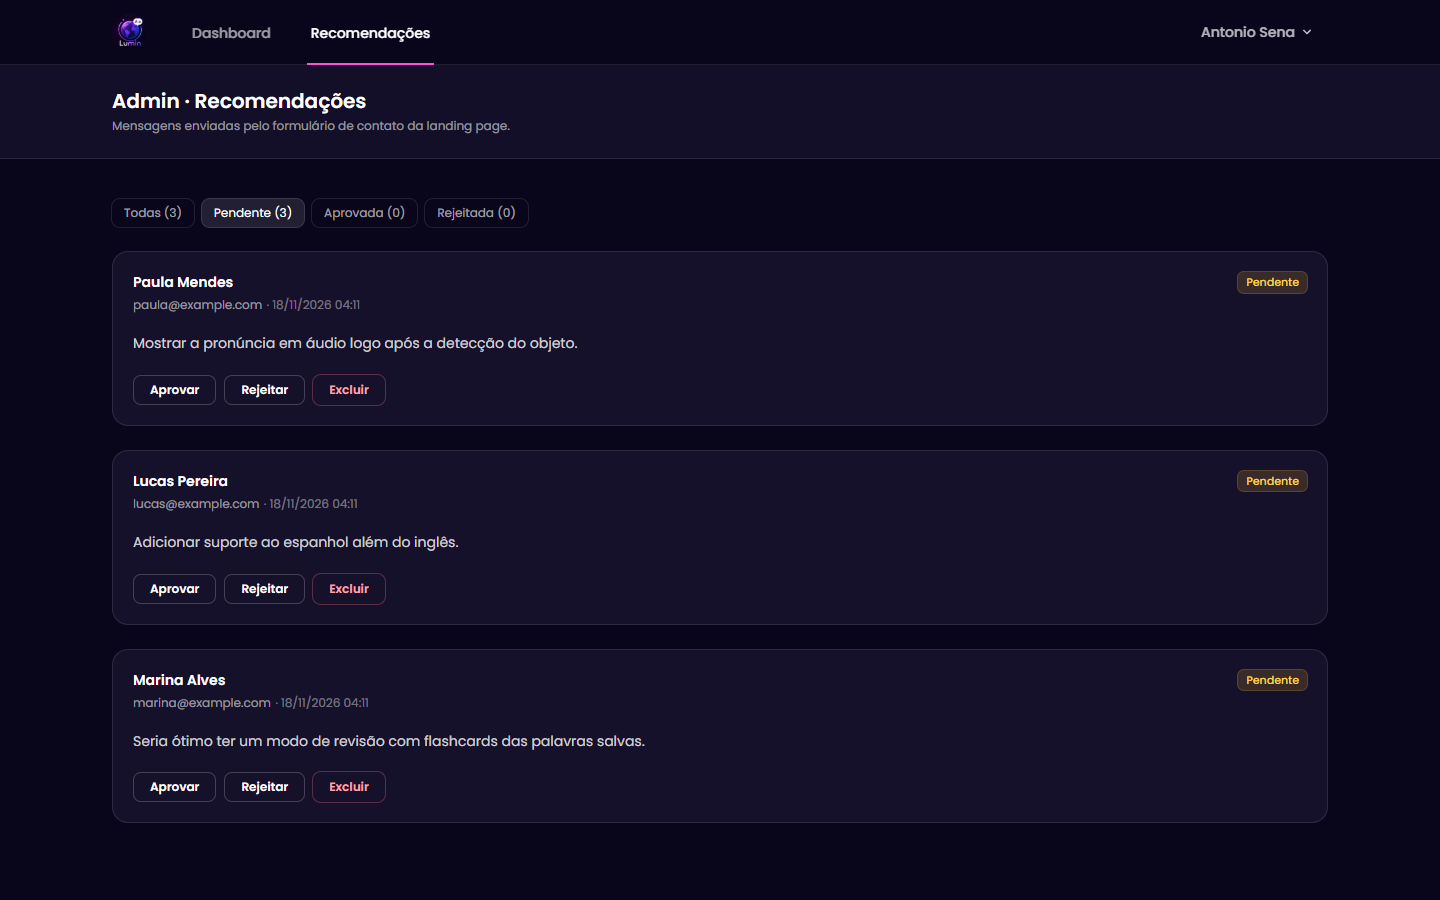 Lumin
Dashboard
Recomendações
Antonio Sena
Admin · Recomendações
Mensagens enviadas pelo formulário de contato da landing page.
Todas (3)
Pendente (3)
Aprovada (0)
Rejeitada (0)
Paula Mendes
Pendente
paula@example.com · 18/11/2026 04:11
Mostrar a pronúncia em áudio logo após a detecção do objeto.
Aprovar
Rejeitar
Excluir
Lucas Pereira
Pendente
lucas@example.com · 18/11/2026 04:11
Adicionar suporte ao espanhol além do inglês.
Aprovar
Rejeitar
Excluir
Marina Alves
Pendente
marina@example.com · 18/11/2026 04:11
Seria ótimo ter um modo de revisão com flashcards das palavras salvas.
Aprovar
Rejeitar
Excluir